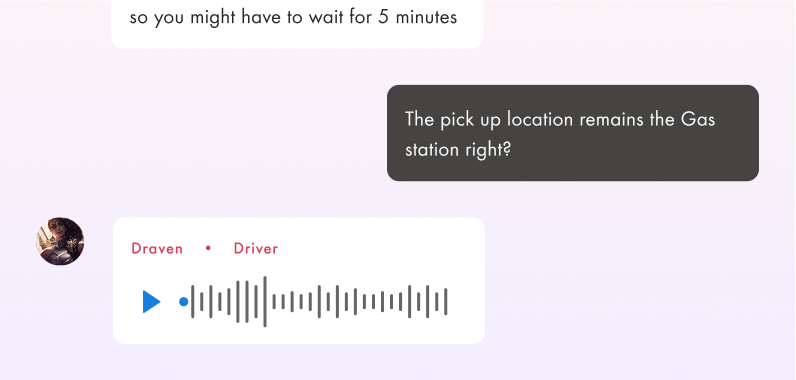 so you might have to wait for 5 minutes
The pick up location remains the Gas
station right?
Draven • Driver